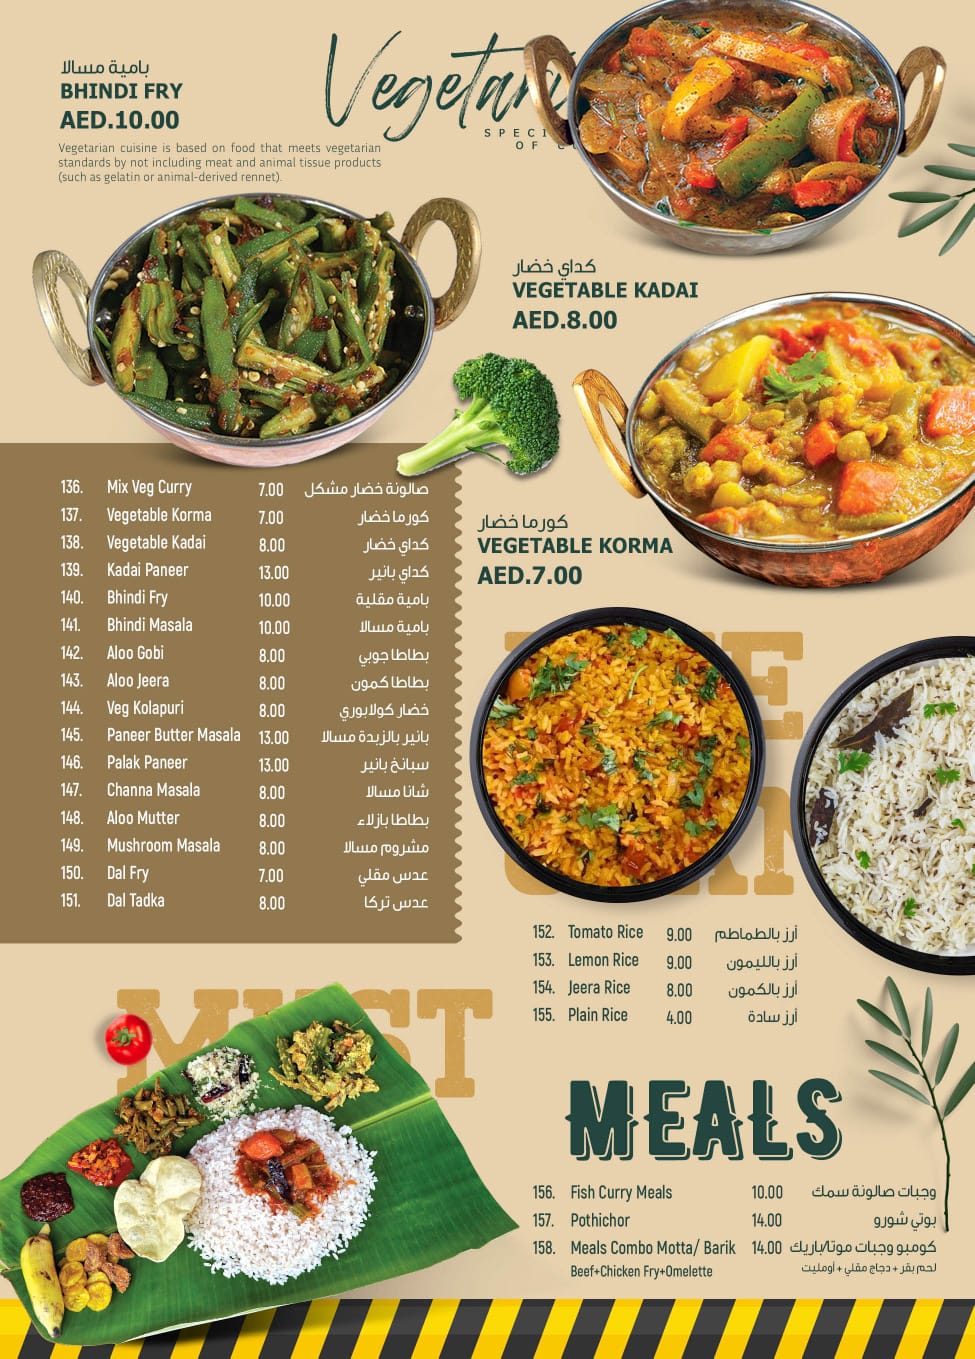 بامية مسالا
BHINDI FRY
AED.10.00
Vegetarian cuisine is based on food that meets vegetarian
standards by not including meat and animal tissue products
(such as gelatin or animal-derived rennet).
كداي خضار
VEGETABLE KADAI
AED.8.00
كورما خضار
VEGETABLE KORMA
AED.7.00
136. Mix Veg Curry 7.00 صالونة خضار مشكل
137. Vegetable Korma 7.00 كورما خضار
138. Vegetable Kadai 8.00 كداي خضار
139. Kadai Paneer 13.00 كداي بانير
140. Bhindi Fry 10.00 بامية مقلية
141. Bhindi Masala 10.00 بامية مسالا
142. Aloo Gobi 8.00 بطاطا جوبي
143. Aloo Jeera 8.00 بطاطا كمون
144. Veg Kolapuri 8.00 خضار كولابوري
145. Paneer Butter Masala 13.00 بانير بالزبدة مسالا
146. Palak Paneer 13.00 سبانخ بانير
147. Channa Masala 8.00 شانا مسالا
148. Aloo Mutter 8.00 بطاطا بازلاء
149. Mushroom Masala 8.00 مشروم مسالا
150. Dal Fry 7.00 عدس مقلي
151. Dal Tadka 8.00 عدس تركا
152. Tomato Rice 9.00 أرز بالطماطم
153. Lemon Rice 9.00 أرز بالليمون
154. Jeera Rice 8.00 أرز بالكمون
155. Plain Rice 4.00 أرز سادة
MUST
MEALS
156. Fish Curry Meals 10.00 وجبات صالونة سمك
157. Pothichor 14.00 بوتي شورو
158. Meals Combo Motta/ Barik 14.00 كومبو وجبات موتا/باريك
Beef+Chicken Fry+Omelette لحم بقر + دجاج مقلي + أومليت